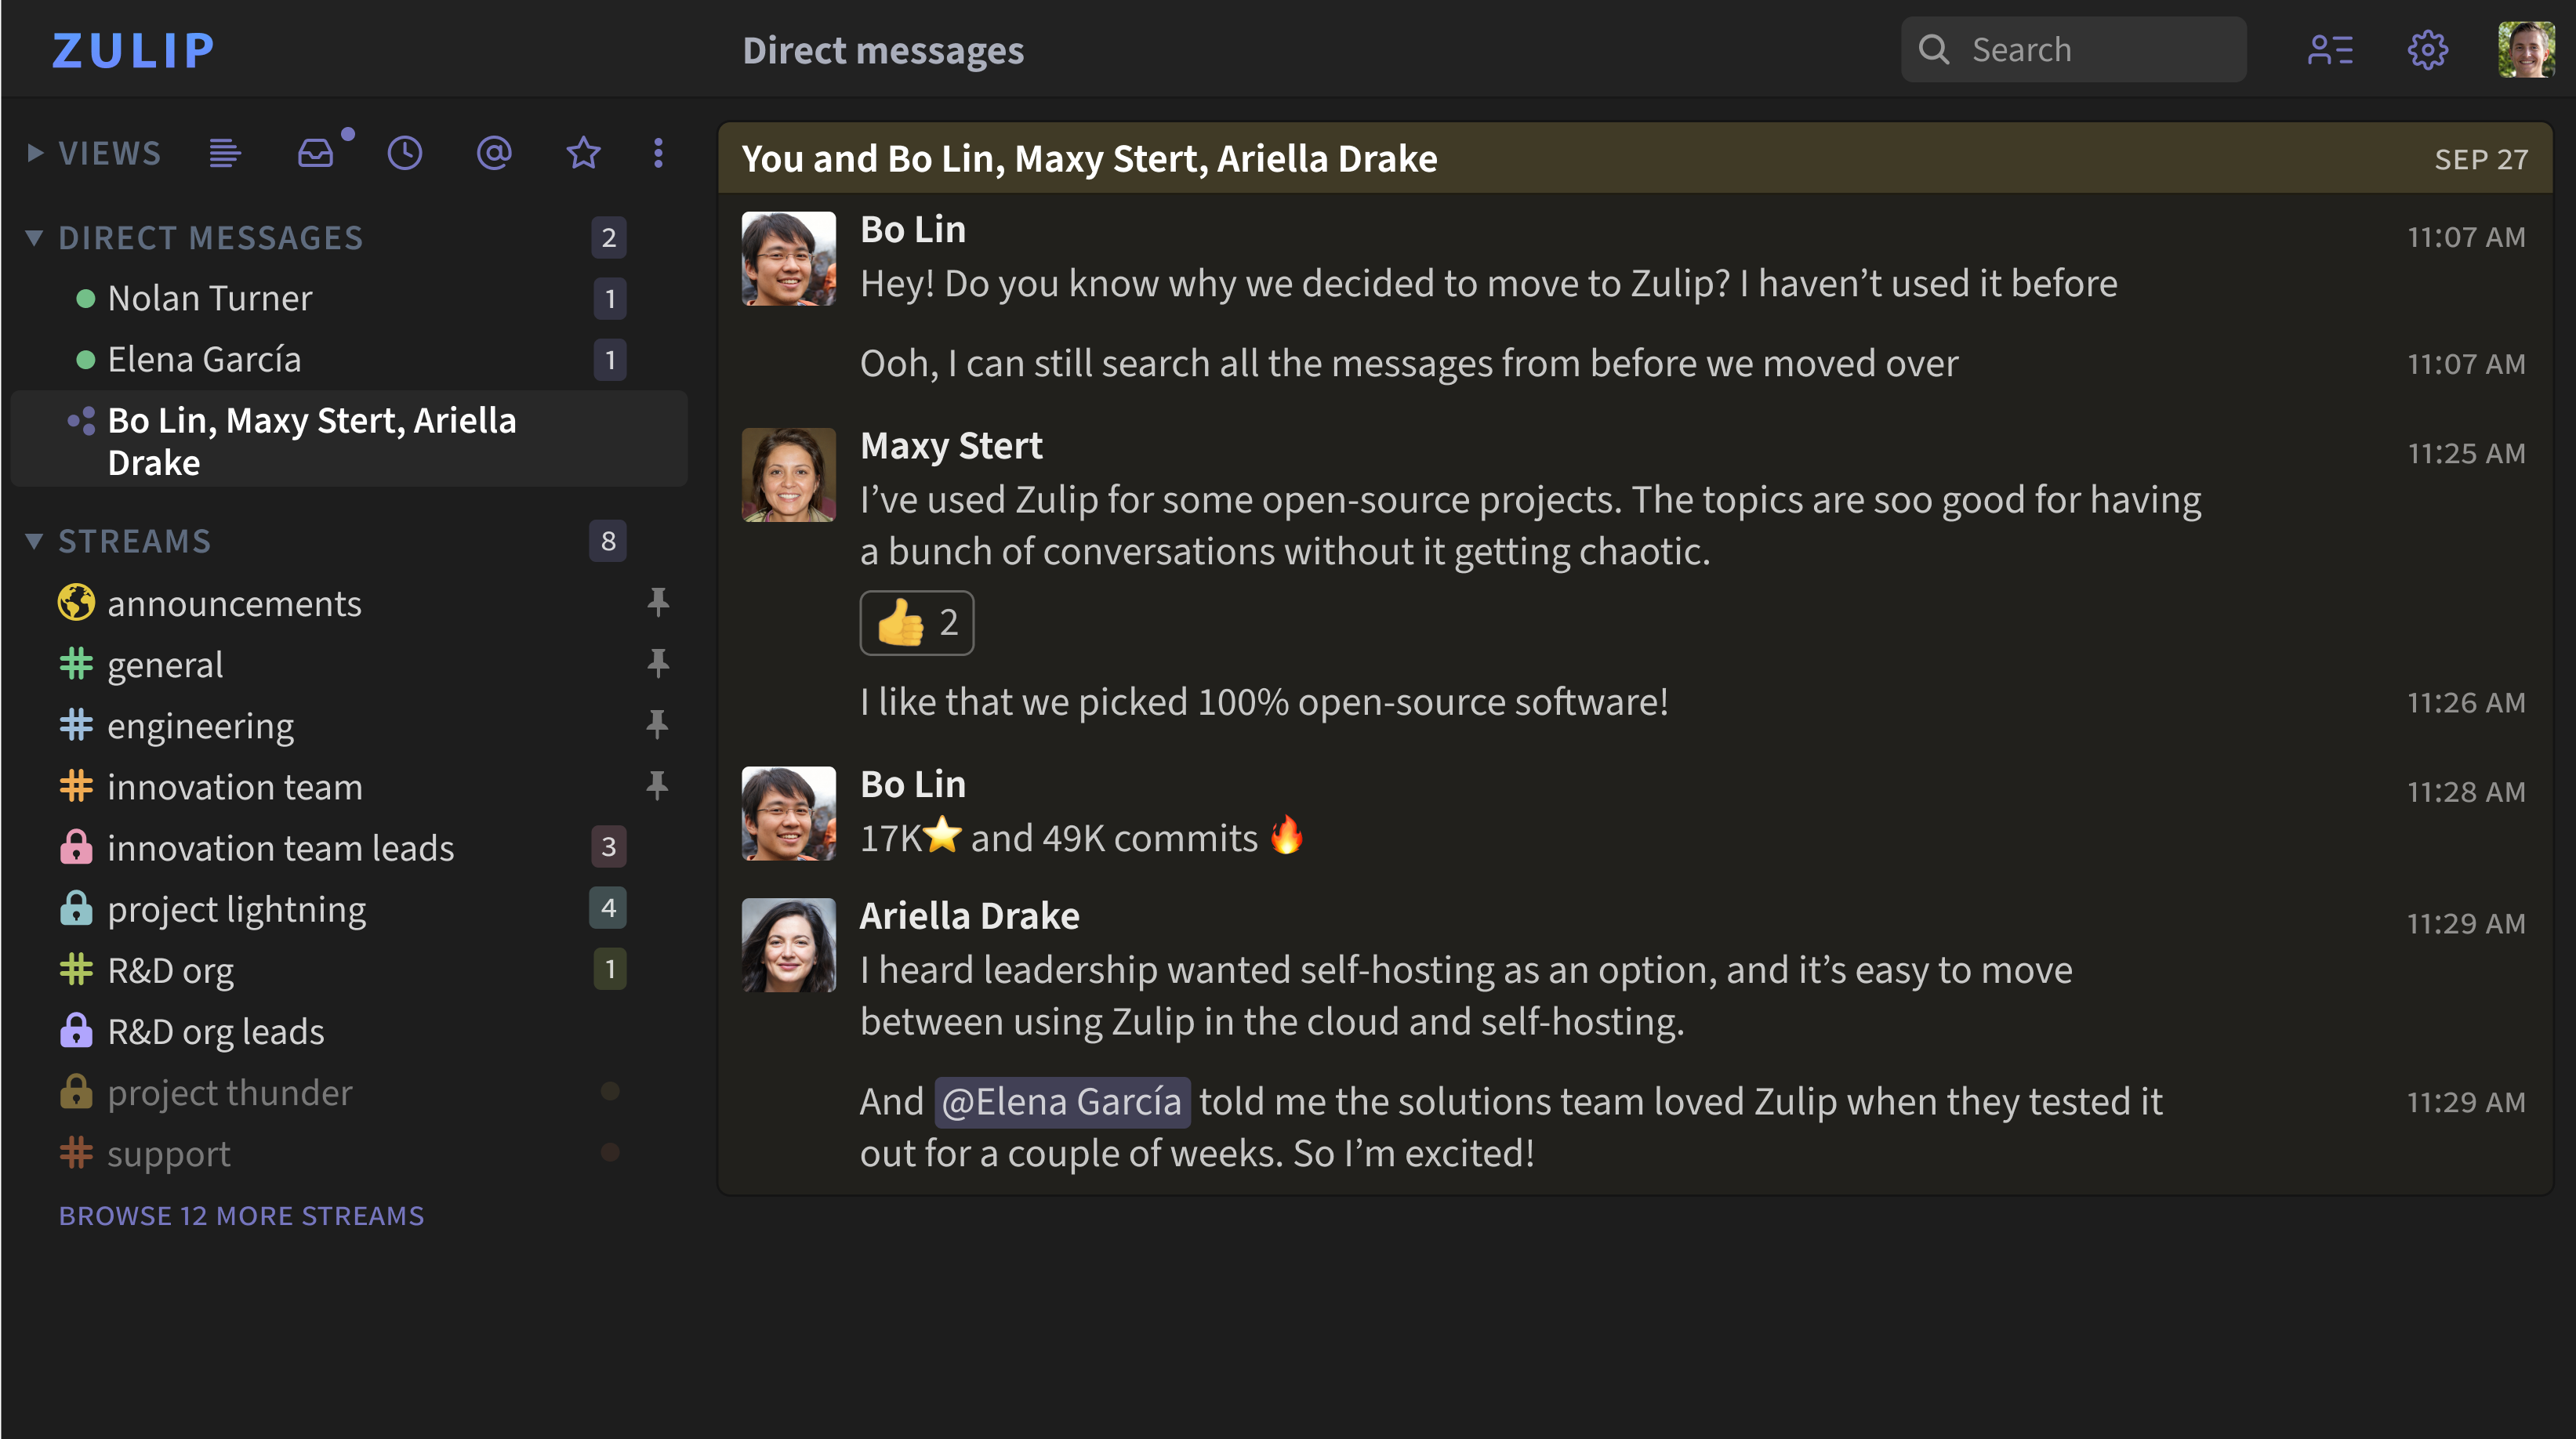 ZULIP
Direct messages
Search
VIEWS
DIRECT MESSAGES 2
Nolan Turner 1
Elena García 1
Bo Lin, Maxy Stert, Ariella
Drake
STREAMS 8
announcements
general
engineering
innovation team
innovation team leads 3
project lightning 4
R&D org 1
R&D org leads
project thunder
support
BROWSE 12 MORE STREAMS
You and Bo Lin, Maxy Stert, Ariella Drake SEP 27
Bo Lin 11:07 AM
Hey! Do you know why we decided to move to Zulip? I haven’t used it before
Ooh, I can still search all the messages from before we moved over 11:07 AM
Maxy Stert 11:25 AM
I’ve used Zulip for some open-source projects. The topics are soo good for having
a bunch of conversations without it getting chaotic.
👍 2
I like that we picked 100% open-source software! 11:26 AM
Bo Lin 11:28 AM
17K⭐ and 49K commits 🔥
Ariella Drake 11:29 AM
I heard leadership wanted self-hosting as an option, and it’s easy to move
between using Zulip in the cloud and self-hosting.
And @Elena García told me the solutions team loved Zulip when they tested it 11:29 AM
out for a couple of weeks. So I’m excited!